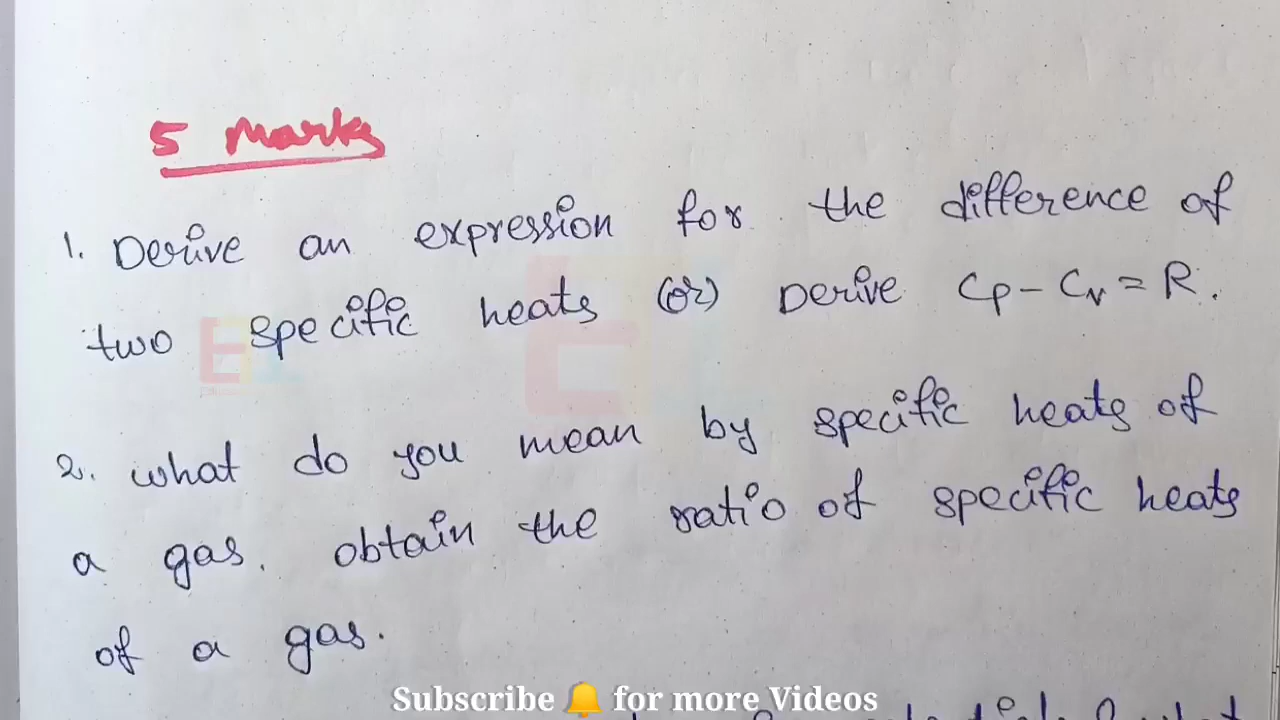 5 Marks
1. Derive an expression for the difference of
two specific heats (or) Derive Cp - Cv = R.
2. what do you mean by specific heats of
a gas. obtain the ratio of specific heats
of a gas.
Subscribe 🔔 for more Videos